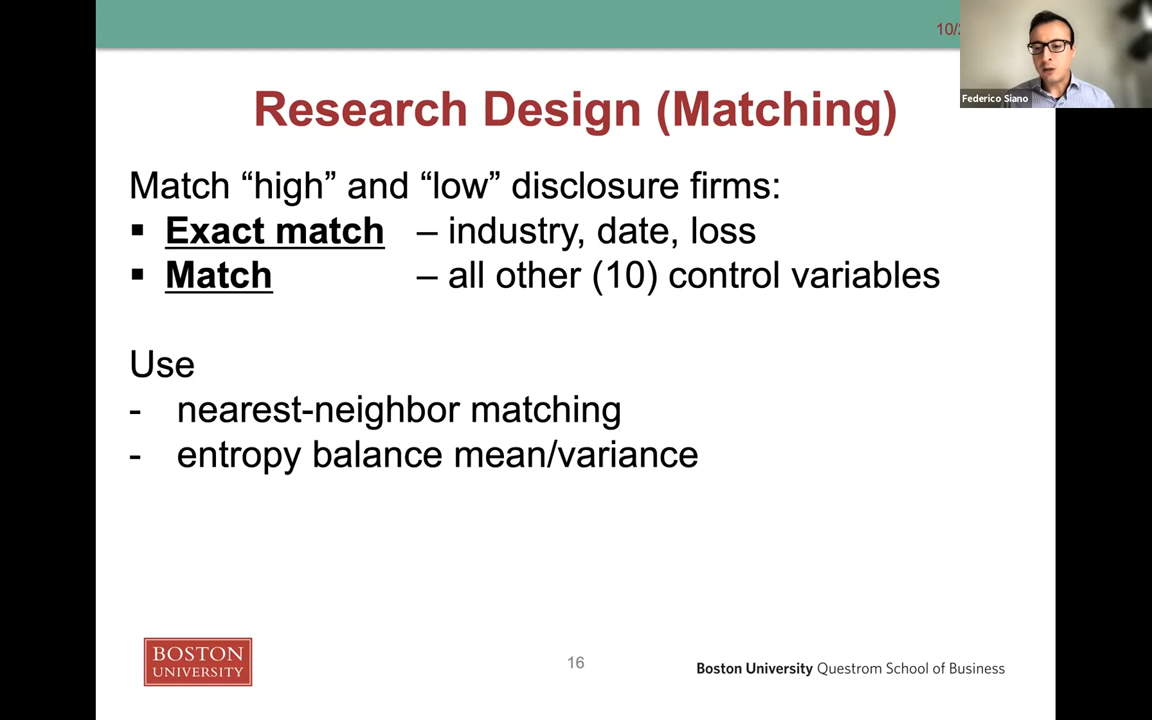 10/
Federico Siano
Research Design (Matching)
Match “high” and “low” disclosure firms:
▪ Exact match – industry, date, loss
▪ Match – all other (10) control variables
Use
- nearest-neighbor matching
- entropy balance mean/variance
BOSTON
UNIVERSITY
16
Boston University Questrom School of Business